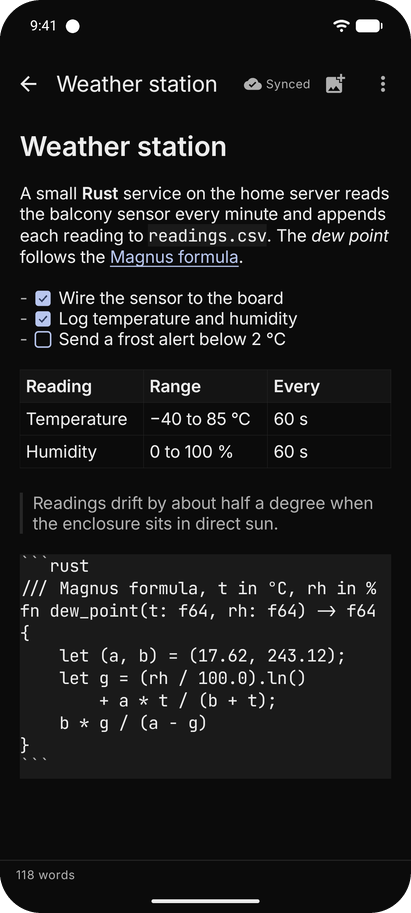 9:41
Weather station
Synced
Weather station
A small Rust service on the home server reads
the balcony sensor every minute and appends
each reading to readings.csv. The dew point
follows the Magnus formula.
- Wire the sensor to the board
- Log temperature and humidity
- Send a frost alert below 2 °C
Reading Range Every
Temperature −40 to 85 °C 60 s
Humidity 0 to 100 % 60 s
Readings drift by about half a degree when
the enclosure sits in direct sun.
```rust
/// Magnus formula, t in °C, rh in %
fn dew_point(t: f64, rh: f64) -> f64
{
    let (a, b) = (17.62, 243.12);
    let g = (rh / 100.0).ln()
        + a * t / (b + t);
    b * g / (a - g)
}
```
118 words